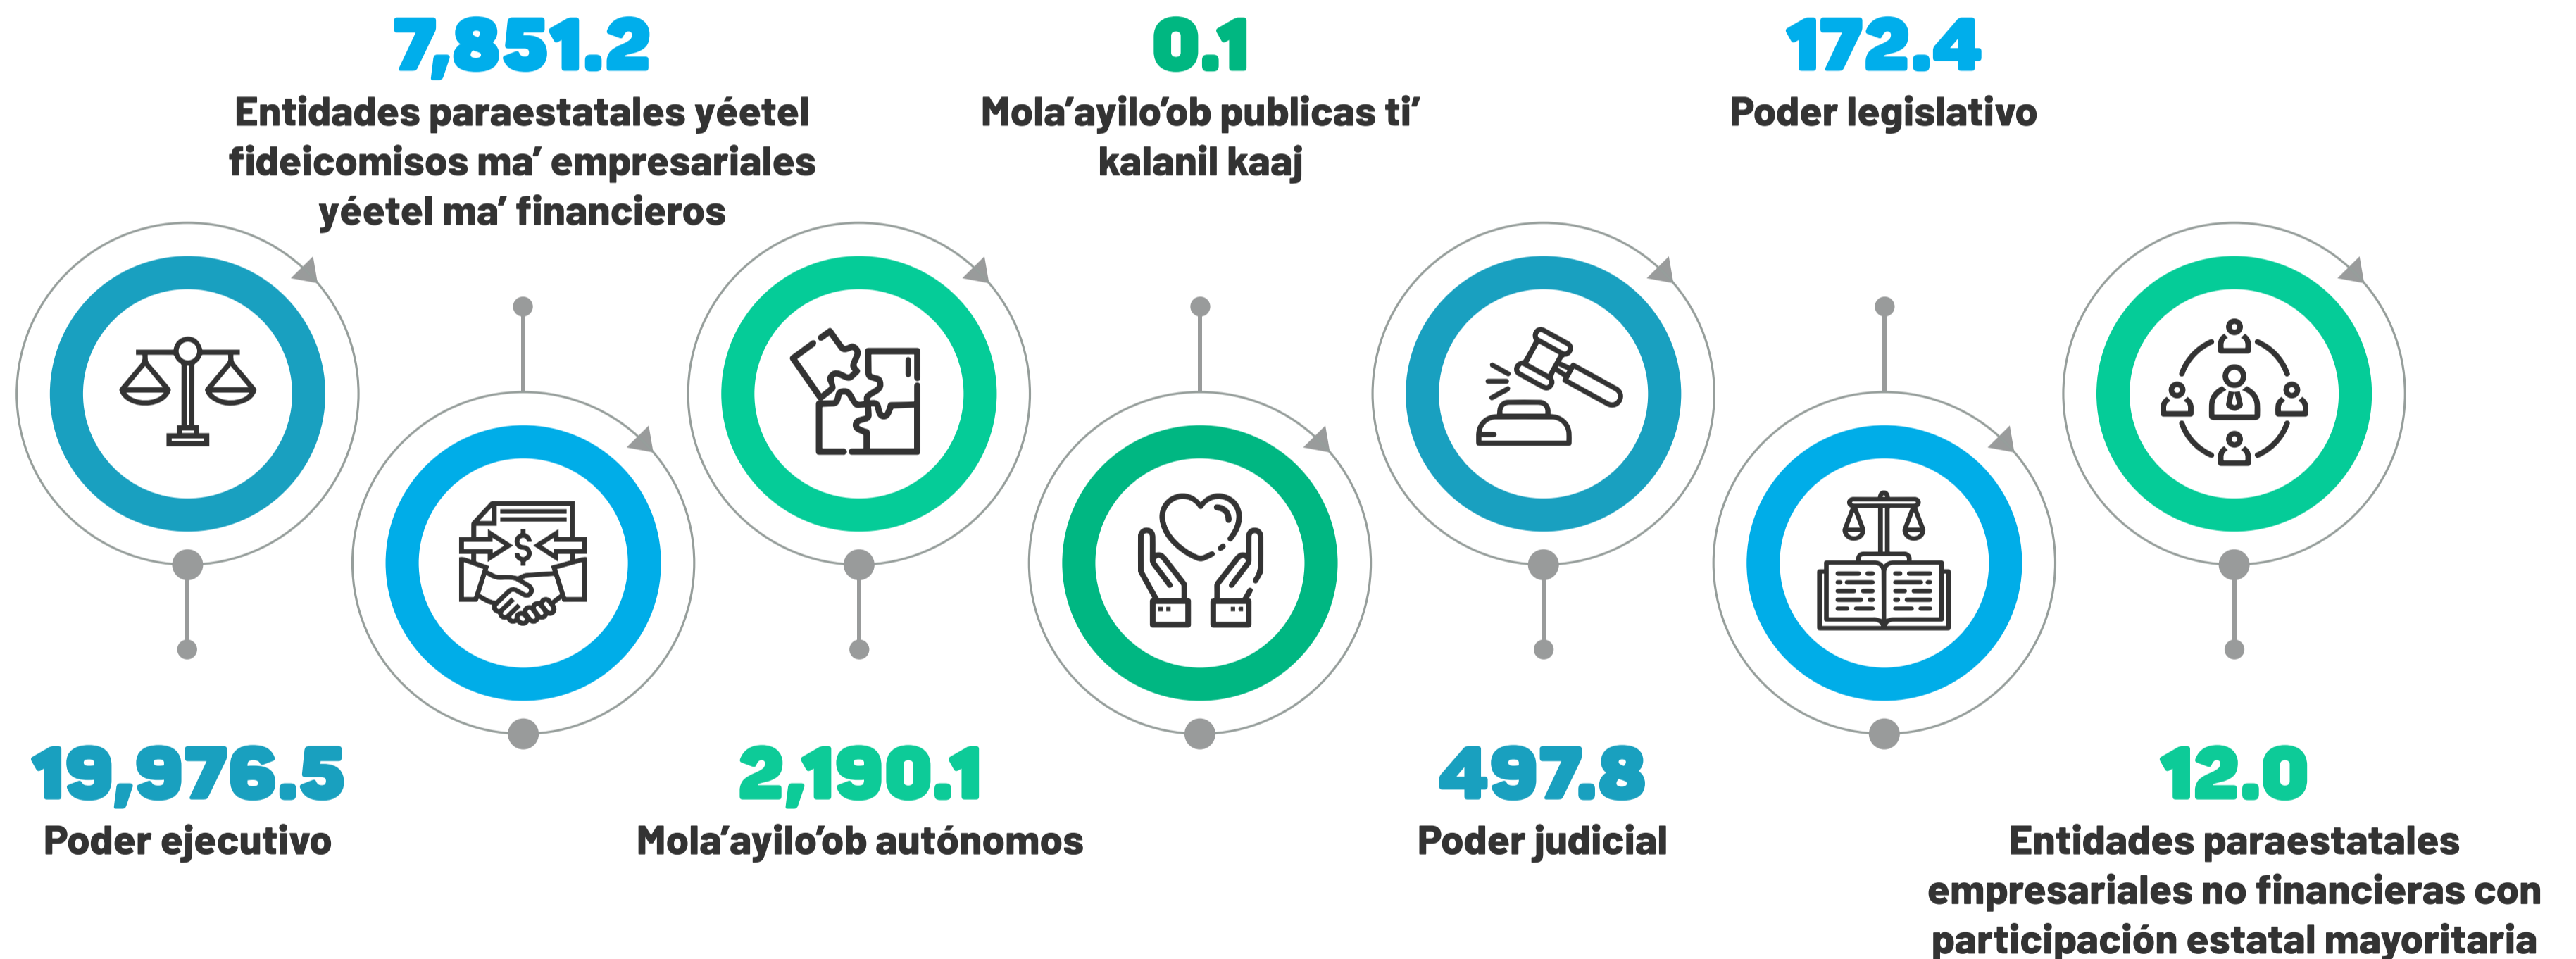 7,851.2
Entidades paraestatales yéetel
fideicomisos ma’ empresariales
yéetel ma’ financieros
0.1
Mola’ayilo’ob publicas ti’
kalanil kaaj
172.4
Poder legislativo
$
19,976.5
Poder ejecutivo
2,190.1
Mola’ayilo’ob autónomos
497.8
Poder judicial
12.0
Entidades paraestatales
empresariales no financieras con
participación estatal mayoritaria